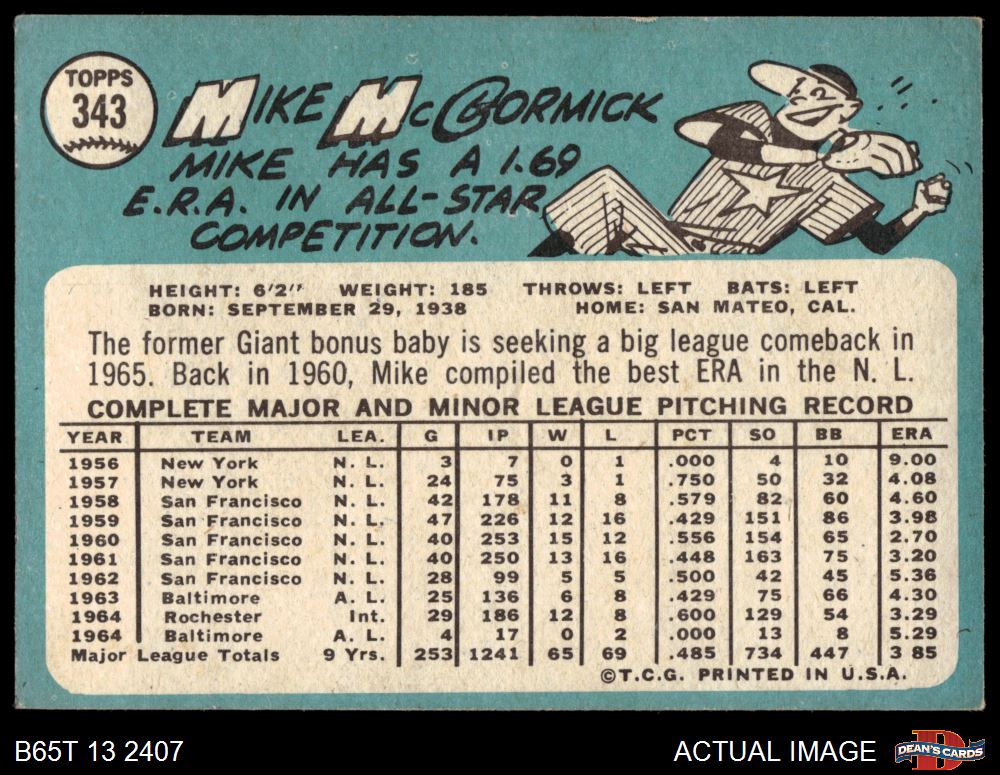 TOPPS
343
MIKE McCORMICK
MIKE HAS A 1.69
E.R.A. IN ALL-STAR
COMPETITION.
HEIGHT: 6'2" WEIGHT: 185 THROWS: LEFT BATS: LEFT
BORN: SEPTEMBER 29, 1938 HOME: SAN MATEO, CAL.
The former Giant bonus baby is seeking a big league comeback in
1965. Back in 1960, Mike compiled the best ERA in the N. L.
COMPLETE MAJOR AND MINOR LEAGUE PITCHING RECORD
YEAR TEAM LEA. G IP W L PCT SO BB ERA
1956 New York N. L. 3 7 0 1 .000 4 10 9.00
1957 New York N. L. 24 75 3 1 .750 50 32 4.08
1958 San Francisco N. L. 42 178 11 8 .579 82 60 4.60
1959 San Francisco N. L. 47 226 12 16 .429 151 86 3.98
1960 San Francisco N. L. 40 253 15 12 .556 154 65 2.70
1961 San Francisco N. L. 40 250 13 16 .448 163 75 3.20
1962 San Francisco N. L. 28 99 5 5 .500 42 45 5.36
1963 Baltimore A. L. 25 136 6 8 .429 75 66 4.30
1964 Rochester Int. 29 186 12 8 .600 129 54 3.29
1964 Baltimore A. L. 4 17 0 2 .000 13 8 5.29
Major League Totals 9 Yrs. 253 1241 65 69 .485 734 447 3 85
©T.C.G. PRINTED IN U.S.A.
B65T 13 2407 ACTUAL IMAGE DEAN'S CARDS